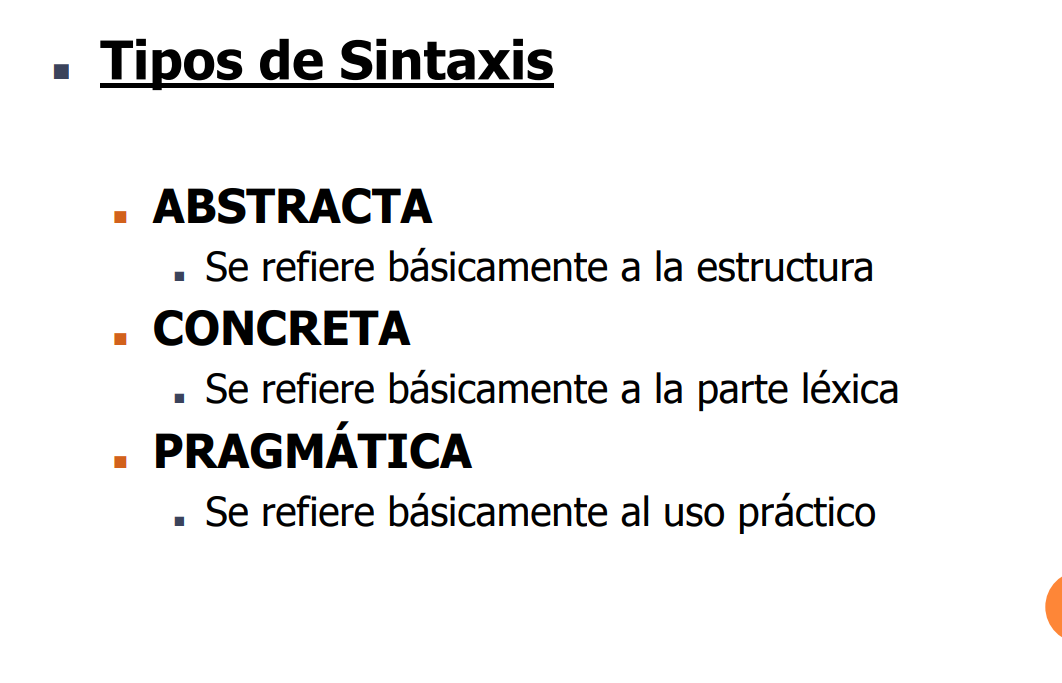 Tipos de Sintaxis
ABSTRACTA
Se refiere básicamente a la estructura
CONCRETA
Se refiere básicamente a la parte léxica
PRAGMÁTICA
Se refiere básicamente al uso práctico